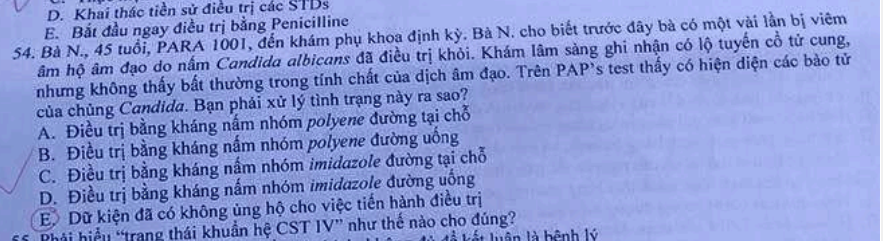 D. Khai thác tiền sử điều trị các STDs
E. Bắt đầu ngay điều trị bằng Penicilline
54. Bà N., 45 tuổi, PARA 1001, đến khám phụ khoa định kỳ. Bà N. cho biết trước đây bà có một vài lần bị viêm
âm hộ âm đạo do nấm Candida albicans đã điều trị khỏi. Khám lâm sàng ghi nhận có lộ tuyến cổ tử cung,
nhưng không thấy bất thường trong tính chất của dịch âm đạo. Trên PAP's test thấy có hiện diện các bào tử
của chủng Candida. Bạn phải xử lý tình trạng này ra sao?
A. Điều trị bằng kháng nấm nhóm polyene đường tại chỗ
B. Điều trị bằng kháng nấm nhóm polyene đường uống
C. Điều trị bằng kháng nấm nhóm imidazole đường tại chỗ
D. Điều trị bằng kháng nấm nhóm imidazole đường uống
E. Dữ kiện đã có không ủng hộ cho việc tiến hành điều trị
55. Phải hiểu “trạng thái khuẩn hệ CST IV” như thế nào cho đúng?
kết luận là bệnh lý